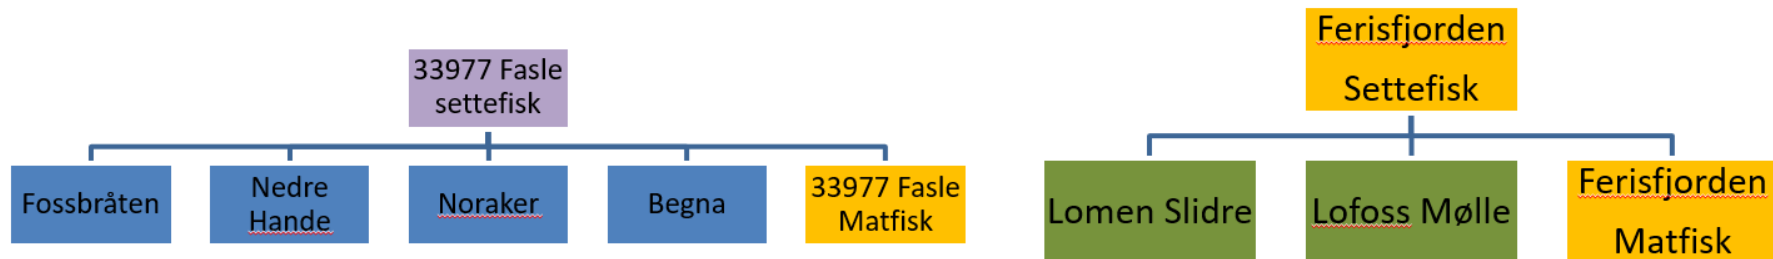 33977 Fasle
settefisk
Fossbråten
Nedre
Hande
Noraker
Begna
33977 Fasle
Matfisk
Ferisfjorden
Settefisk
Lomen Slidre
Lofoss Mølle
Ferisfjorden
Matfisk